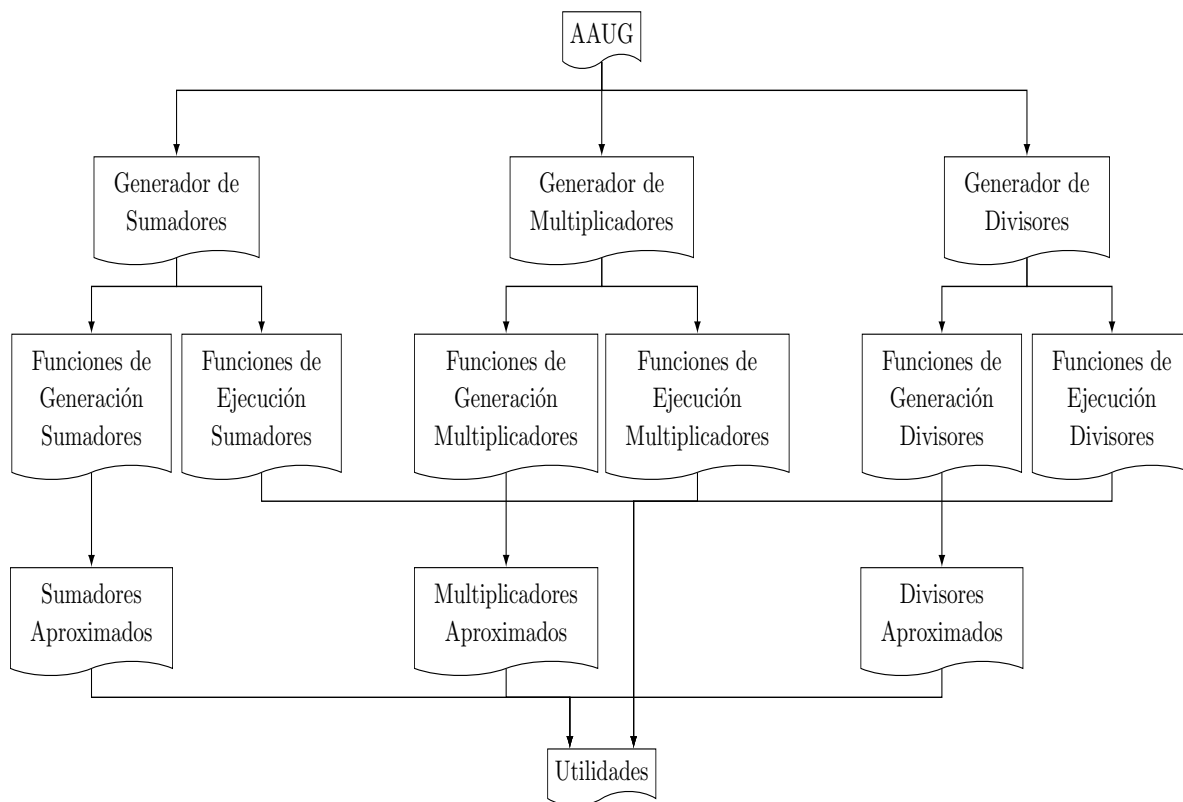 AAUG
Generador de
Sumadores
Generador de
Multiplicadores
Generador de
Divisores
Funciones de
Generación
Sumadores
Funciones de
Ejecución
Sumadores
Funciones de
Generación
Multiplicadores
Funciones de
Ejecución
Multiplicadores
Funciones de
Generación
Divisores
Funciones de
Ejecución
Divisores
Sumadores
Aproximados
Multiplicadores
Aproximados
Divisores
Aproximados
Utilidades